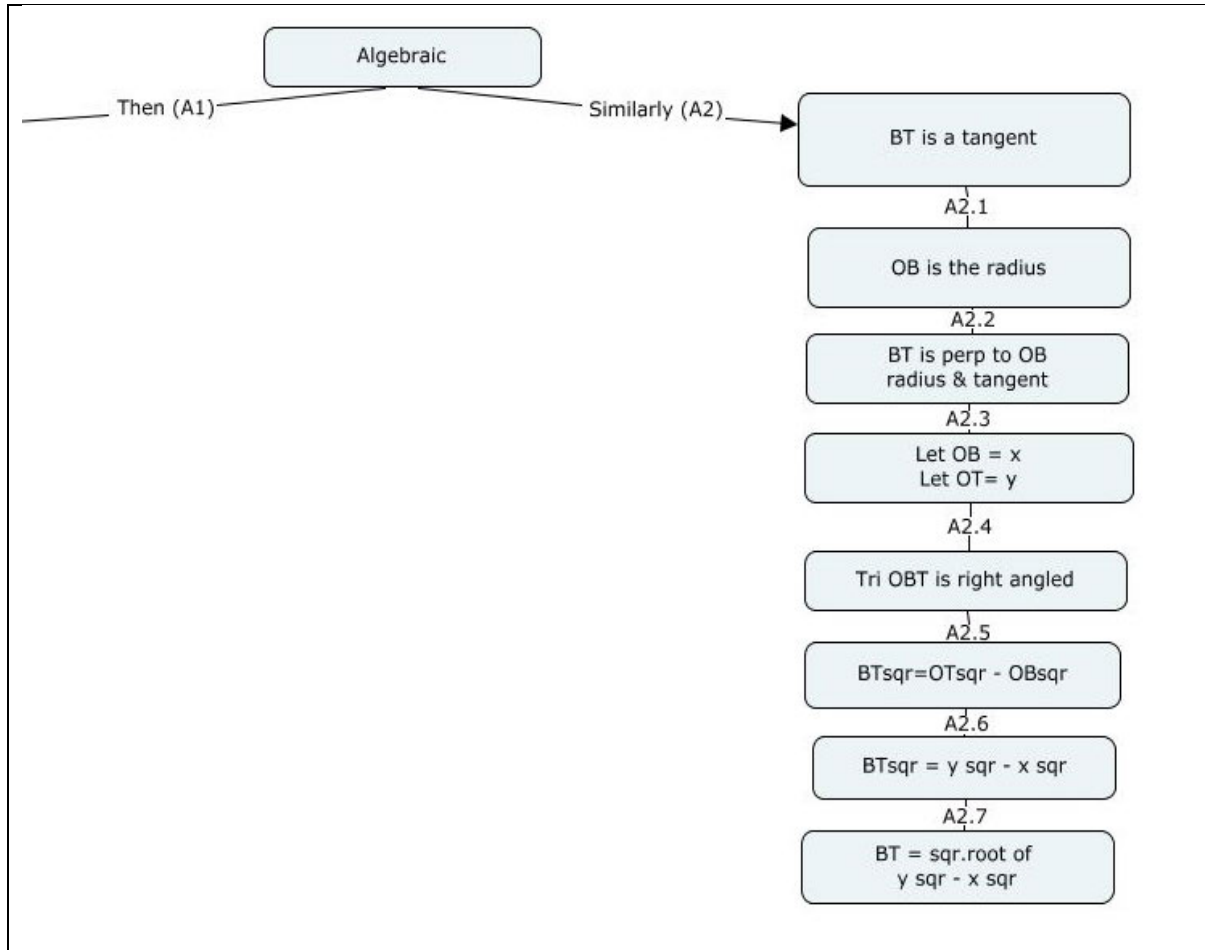 Algebraic
Then (A1)
Similarly (A2)
BT is a tangent
A2.1
OB is the radius
A2.2
BT is perp to OB
radius & tangent
A2.3
Let OB = x
Let OT= y
A2.4
Tri OBT is right angled
A2.5
BTsqr=OTsqr - OBsqr
A2.6
BTsqr = y sqr - x sqr
A2.7
BT = sqr.root of
y sqr - x sqr